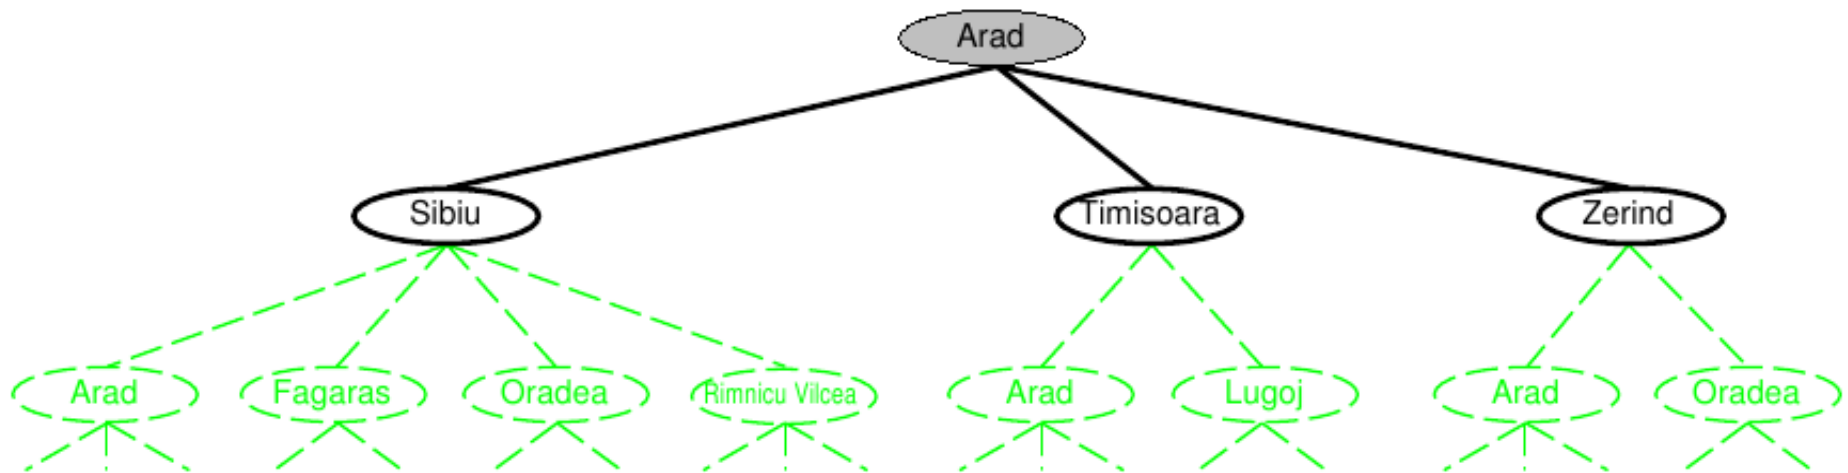 Arad
Sibiu
Timisoara
Zerind
Arad
Fagaras
Oradea
Rimnicu Vilcea
Arad
Lugoj
Arad
Oradea